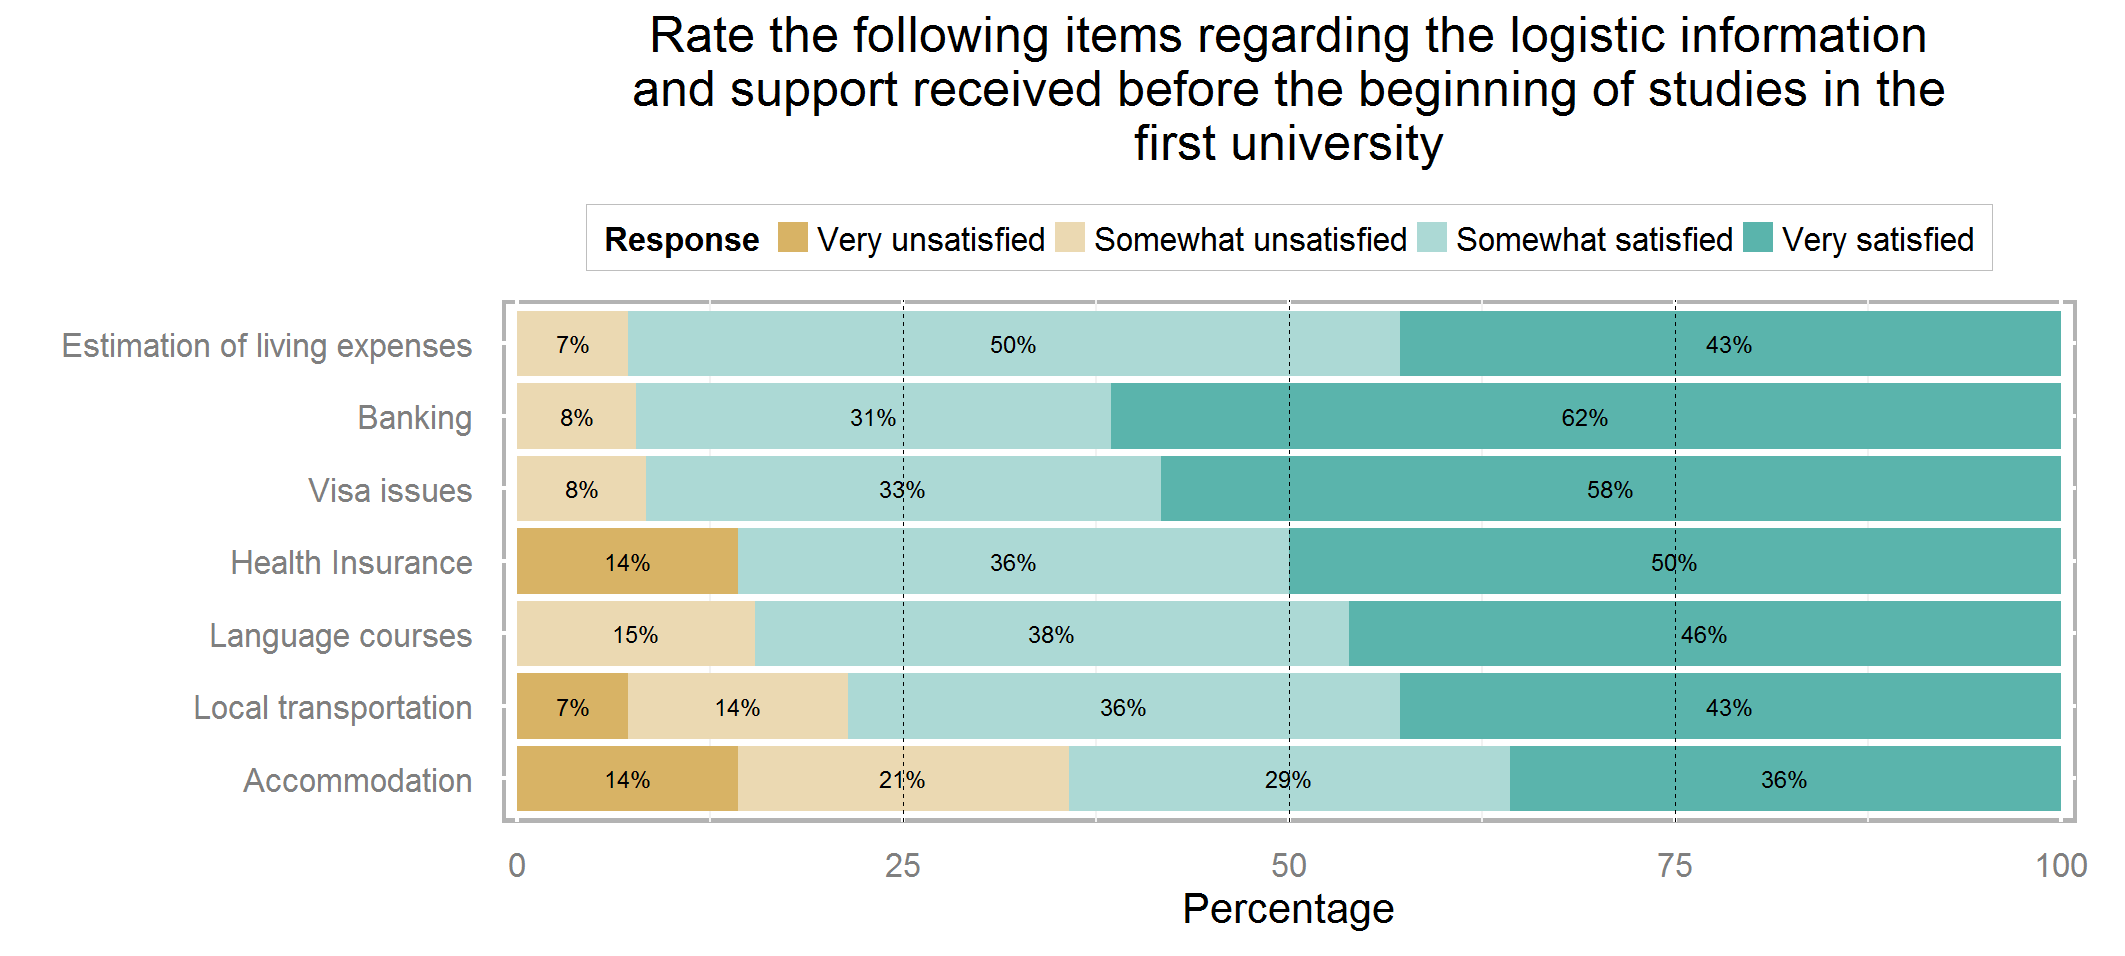 Rate the following items regarding the logistic information
and support received before the beginning of studies in the
first university
Response Very unsatisfied Somewhat unsatisfied Somewhat satisfied Very satisfied
Estimation of living expenses 7% 50% 43%
Banking 8% 31% 62%
Visa issues 8% 33% 58%
Health Insurance 14% 36% 50%
Language courses 15% 38% 46%
Local transportation 7% 14% 36% 43%
Accommodation 14% 21% 29% 36%
0 25 50 75 100
Percentage